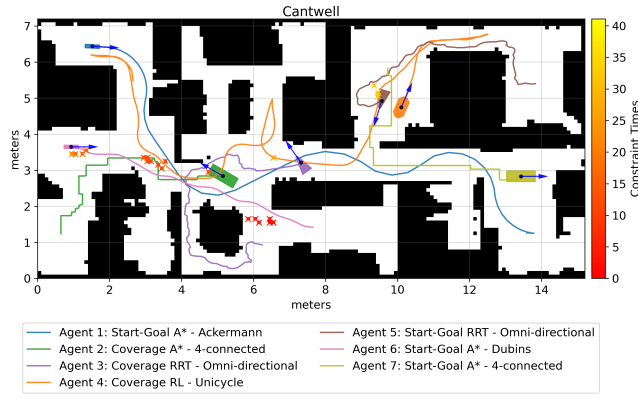 Cantwell
7
6
5
4
3
2
1
0
meters
0
2
4
6
8
10
12
14
meters
40
35
30
25
20
15
10
5
0
Constraint Times
Agent 1: Start-Goal A* - Ackermann
Agent 2: Coverage A* - 4-connected
Agent 3: Coverage RRT - Omni-directional
Agent 4: Coverage RL - Unicycle
Agent 5: Start-Goal RRT - Omni-directional
Agent 6: Start-Goal A* - Dubins
Agent 7: Start-Goal A* - 4-connected